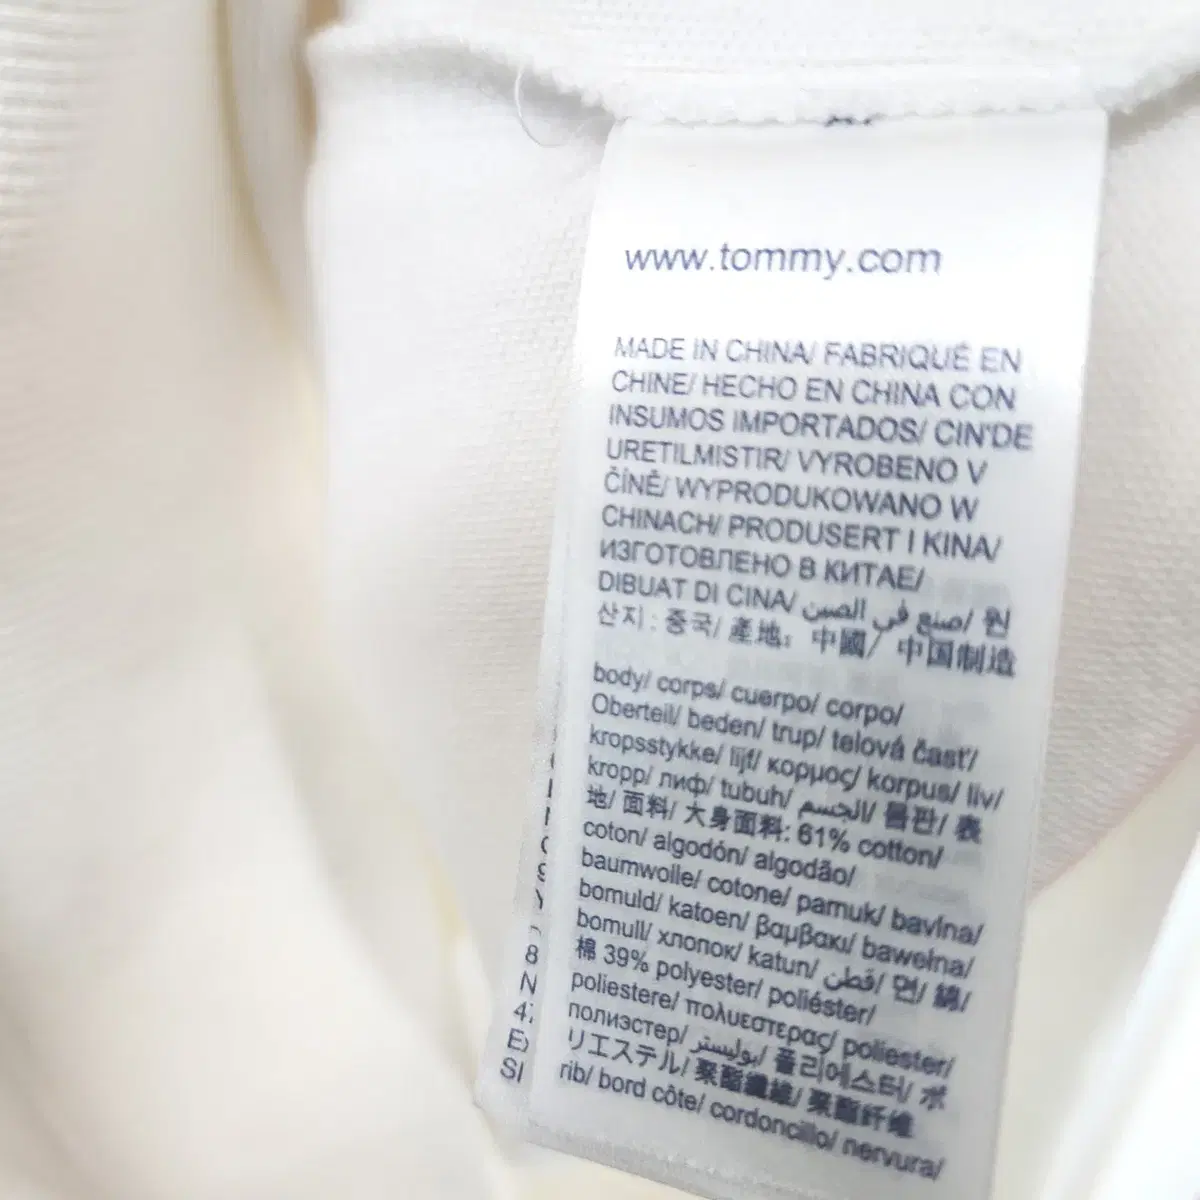 www.tommy.com
MADE IN CHINA/ FABRIQUÉ EN
CHINE/ HECHO EN CHINA CON
INSUMOS IMPORTADOS/ CIN'DE
URETILMISTIR/ VYROBENO V
ČÍNĚ/ WYPRODUKOWANO W
CHINACH/ PRODUSERT I KINA/
ИЗГОТОВЛЕНО В КИТАЕ/
DIBUAT DI CINA/ صنع في الصين/ 원
산지 : 중국/ 產地: 中國/ 中国制造
body/ corps/ cuerpo/ corpo/
Oberteil/ beden/ trup/ telová časť/
kropsstykke/ lijf/ κορμος/ korpus/ liv/
kropp/ лиф/ tubuh/ الجسم/ 몸판/ 表
地/ 面料/ 大身面料: 61% cotton/
coton/ algodón/ algodão/
baumwolle/ cotone/ pamuk/ bavlna/
bomuld/ katoen/ βαμβακι/ bawełna/
bomull/ хлопок/ katun/ قطن/ 면/ 綿/
棉 39% polyester/ poliéster/
poliestere/ πολυεστερας/ poliester/
полиэстер/ بوليستر/ 폴리에스터/ ポ
リエステル/ 聚酯纖維/ 聚酯纤维
rib/ bord côte/ cordoncillo/ nervura/